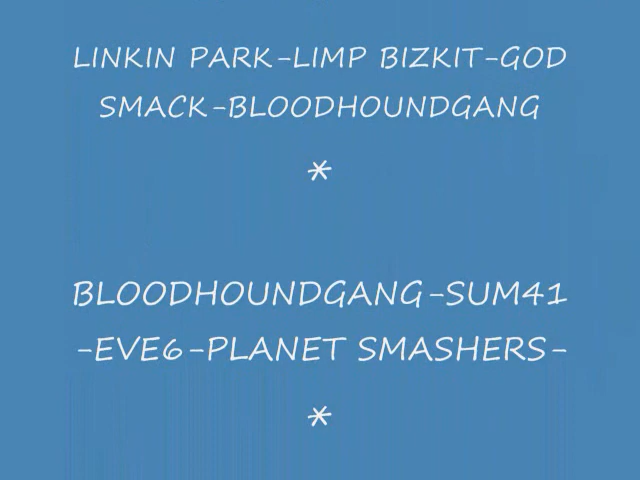 LINKIN PARK-LIMP BIZKIT-GOD
SMACK-BLOODHOUNDGANG
*
BLOODHOUNDGANG-SUM41
-EVE6-PLANET SMASHERS-
*